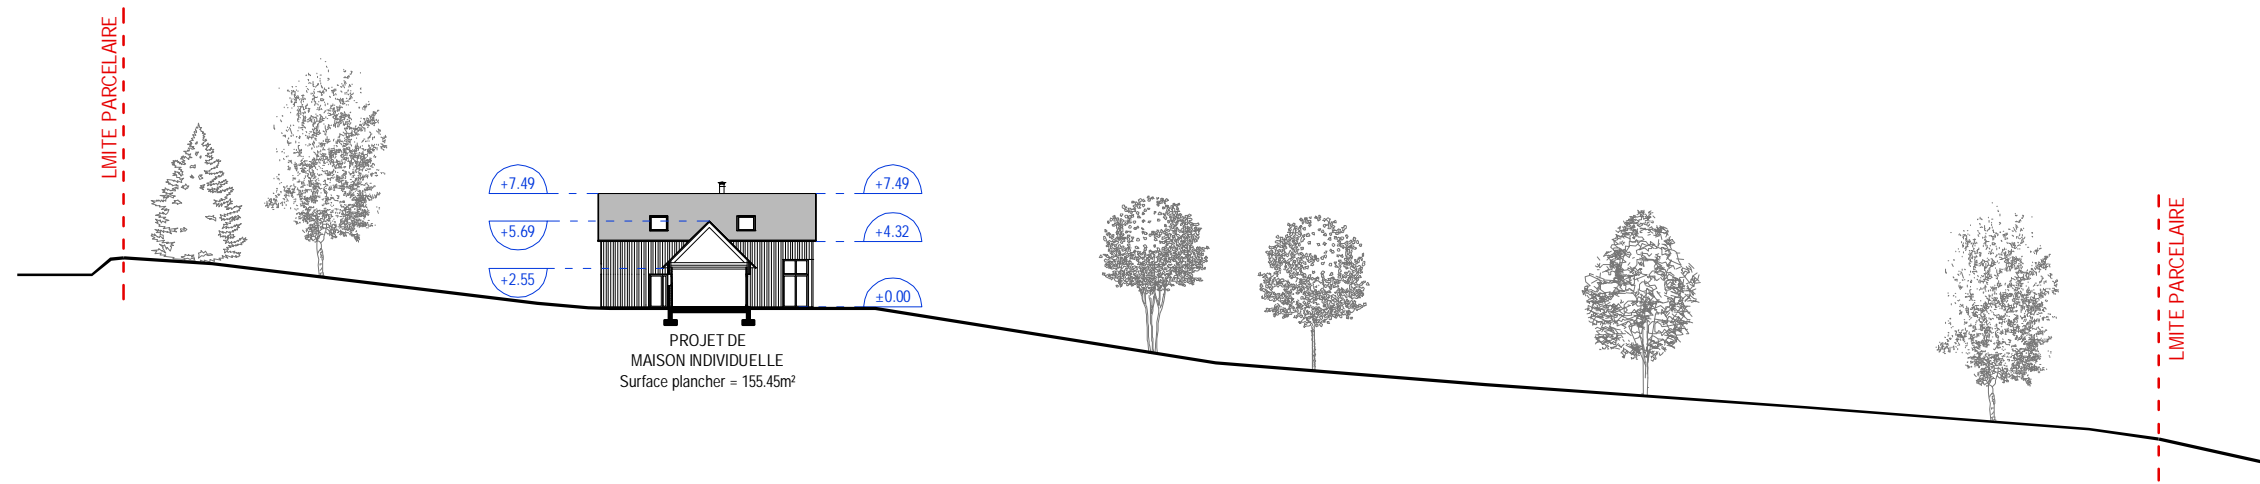 LMITE PARCELAIRE
+7.49
+5.69
+2.55
+7.49
+4.32
±0.00
PROJET DE
MAISON INDIVIDUELLE
Surface plancher = 155.45m²
LMITE PARCELAIRE